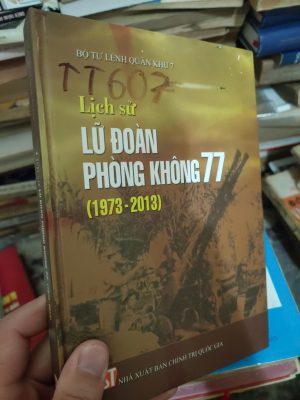 BỘ TƯ LỆNH QUÂN KHU 7
TT607
Lịch sử
LỮ ĐOÀN
PHÒNG KHÔNG 77
(1973-2013)
ST NHÀ XUẤT BẢN CHÍNH TRỊ QUỐC GIA